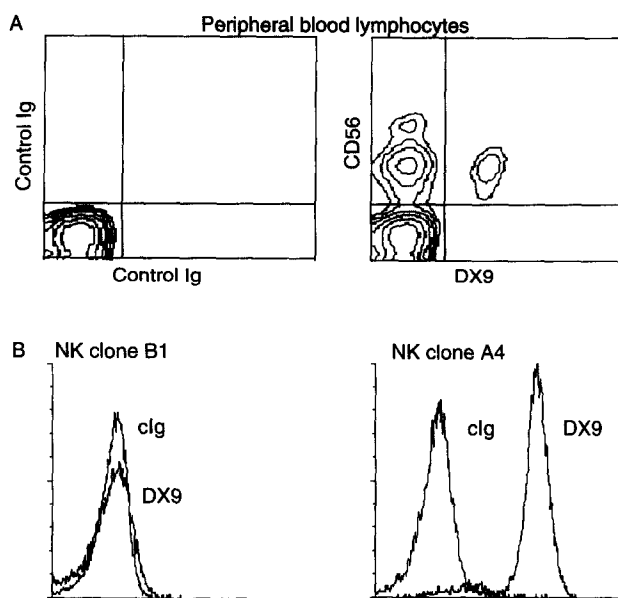 A
Peripheral blood lymphocytes
Control Ig
Control Ig
CD56
DX9
B
NK clone B1
cIg
DX9
NK clone A4
cIg
DX9